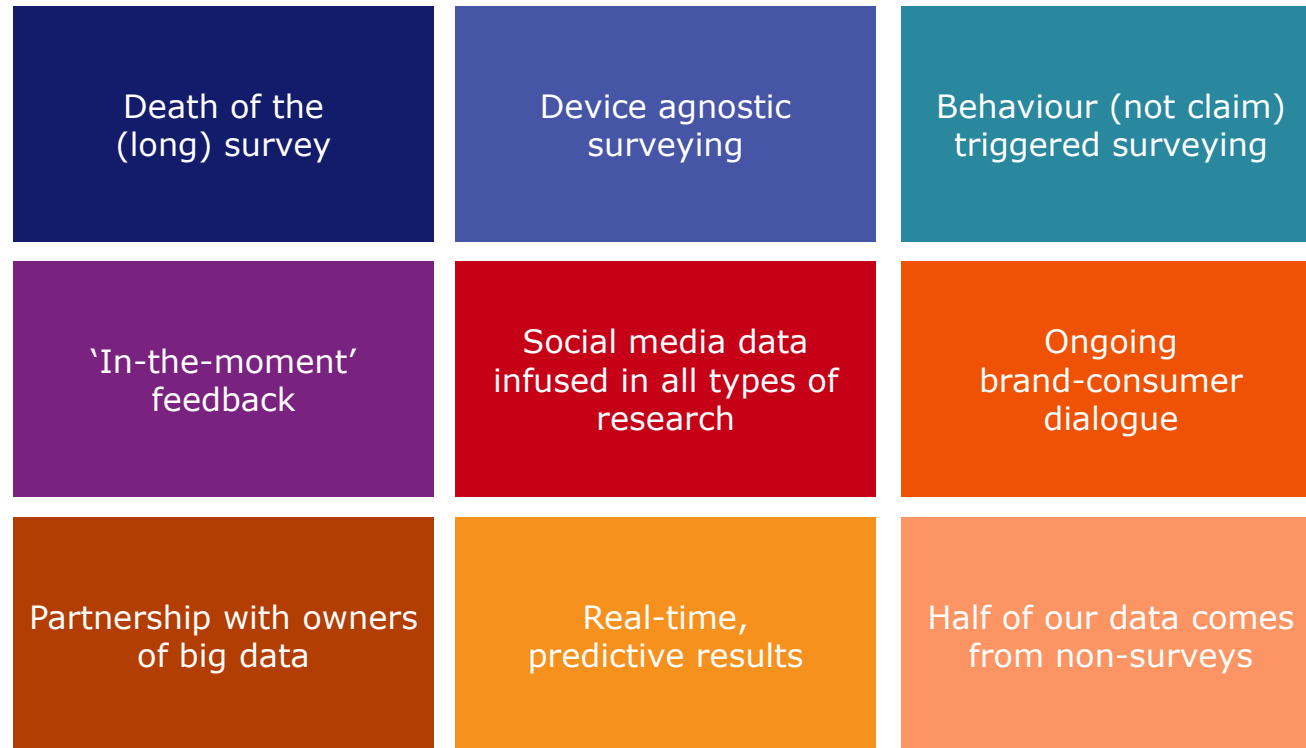 Death of the
(long) survey
Device agnostic
surveying
Behaviour (not claim)
triggered surveying
‘In-the-moment’
feedback
Social media data
infused in all types of
research
Ongoing
brand-consumer
dialogue
Partnership with owners
of big data
Real-time,
predictive results
Half of our data comes
from non-surveys